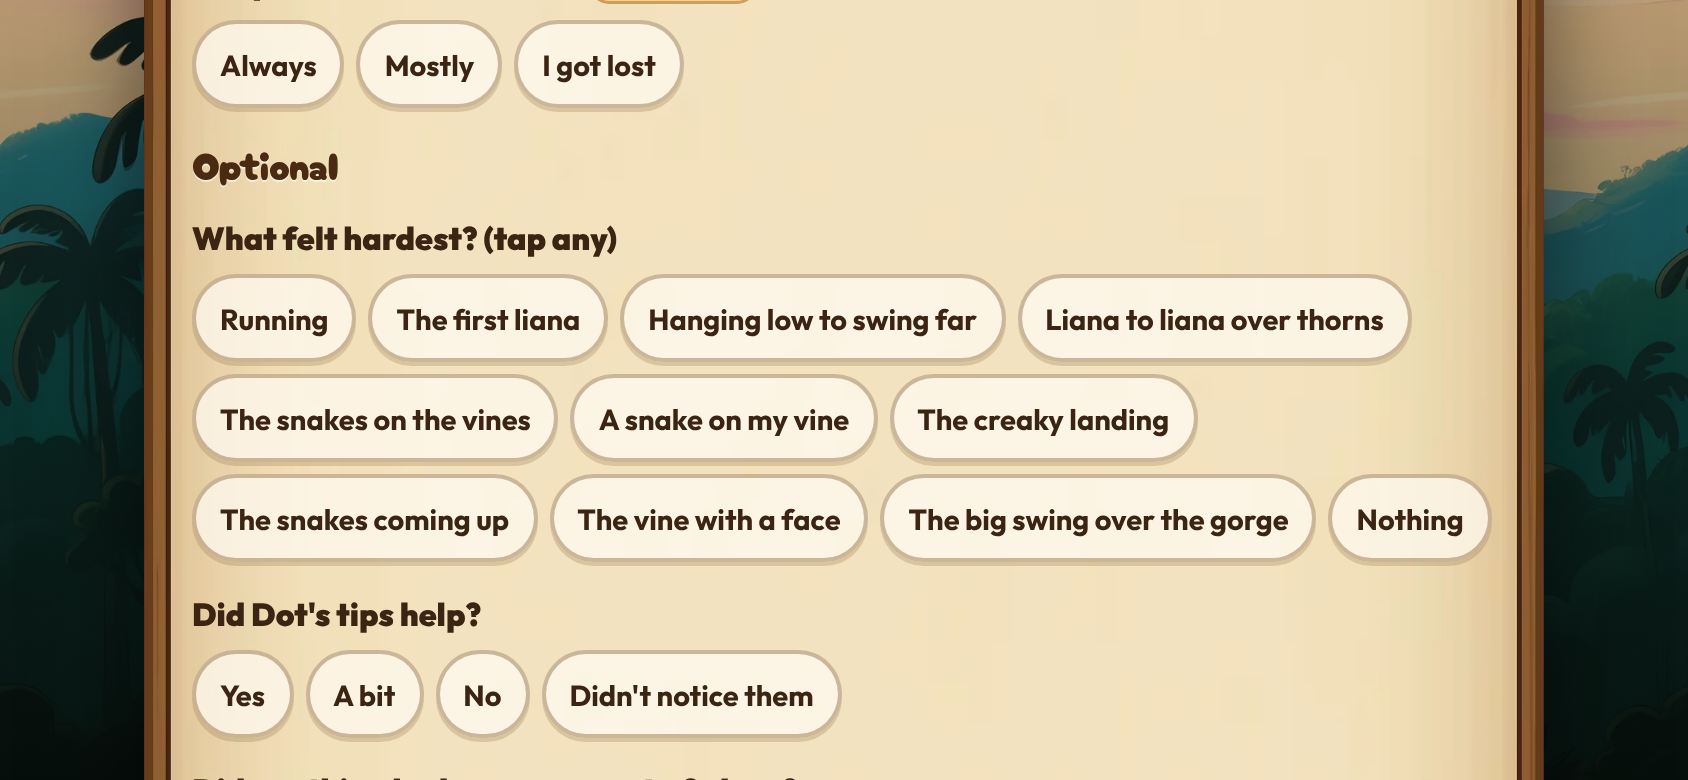 Always Mostly I got lost
Optional
What felt hardest? (tap any)
Running The first liana Hanging low to swing far Liana to liana over thorns
The snakes on the vines A snake on my vine The creaky landing
The snakes coming up The vine with a face The big swing over the gorge Nothing
Did Dot's tips help?
Yes A bit No Didn't notice them